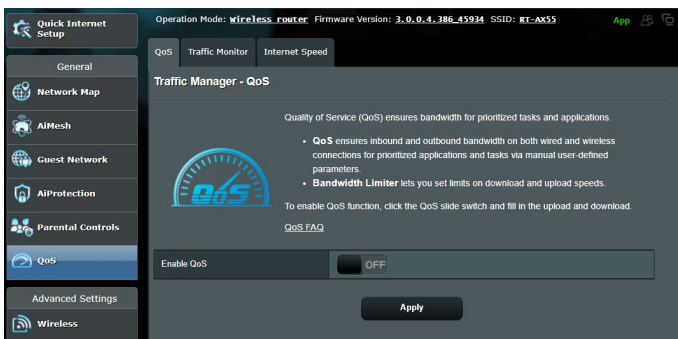 Quick Internet
Setup
Operation Mode: Wireless router Firmware Version: 3.0.0.4.386_45934 SSID: RT-AX55
App
General
Network Map
AiMesh
Guest Network
AiProtection
Parental Controls
QoS
Advanced Settings
Wireless
QoS
Traffic Monitor
Internet Speed
Traffic Manager - QoS
Quality of Service (QoS) ensures bandwidth for prioritized tasks and applications.
• QoS ensures inbound and outbound bandwidth on both wired and wireless
connections for prioritized applications and tasks via manual user-defined
parameters.
• Bandwidth Limiter lets you set limits on download and upload speeds.
To enable QoS function, click the QoS slide switch and fill in the upload and download.
QoS FAQ
QoS
Enable QoS
OFF
Apply